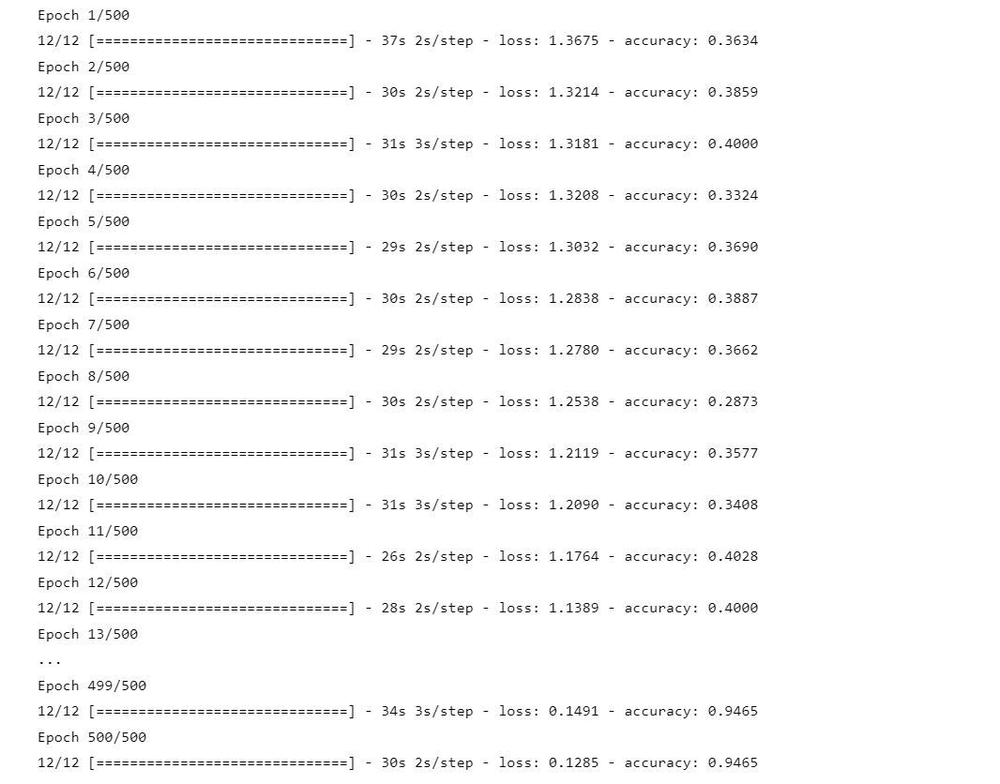 Epoch 1/500
12/12 [==============================] - 37s 2s/step - loss: 1.3675 - accuracy: 0.3634
Epoch 2/500
12/12 [==============================] - 30s 2s/step - loss: 1.3214 - accuracy: 0.3859
Epoch 3/500
12/12 [==============================] - 31s 3s/step - loss: 1.3181 - accuracy: 0.4000
Epoch 4/500
12/12 [==============================] - 30s 2s/step - loss: 1.3208 - accuracy: 0.3324
Epoch 5/500
12/12 [==============================] - 29s 2s/step - loss: 1.3032 - accuracy: 0.3690
Epoch 6/500
12/12 [==============================] - 30s 2s/step - loss: 1.2838 - accuracy: 0.3887
Epoch 7/500
12/12 [==============================] - 29s 2s/step - loss: 1.2780 - accuracy: 0.3662
Epoch 8/500
12/12 [==============================] - 30s 2s/step - loss: 1.2538 - accuracy: 0.2873
Epoch 9/500
12/12 [==============================] - 31s 3s/step - loss: 1.2119 - accuracy: 0.3577
Epoch 10/500
12/12 [==============================] - 31s 3s/step - loss: 1.2090 - accuracy: 0.3408
Epoch 11/500
12/12 [==============================] - 26s 2s/step - loss: 1.1764 - accuracy: 0.4028
Epoch 12/500
12/12 [==============================] - 28s 2s/step - loss: 1.1389 - accuracy: 0.4000
Epoch 13/500
...
Epoch 499/500
12/12 [==============================] - 34s 3s/step - loss: 0.1491 - accuracy: 0.9465
Epoch 500/500
12/12 [==============================] - 30s 2s/step - loss: 0.1285 - accuracy: 0.9465